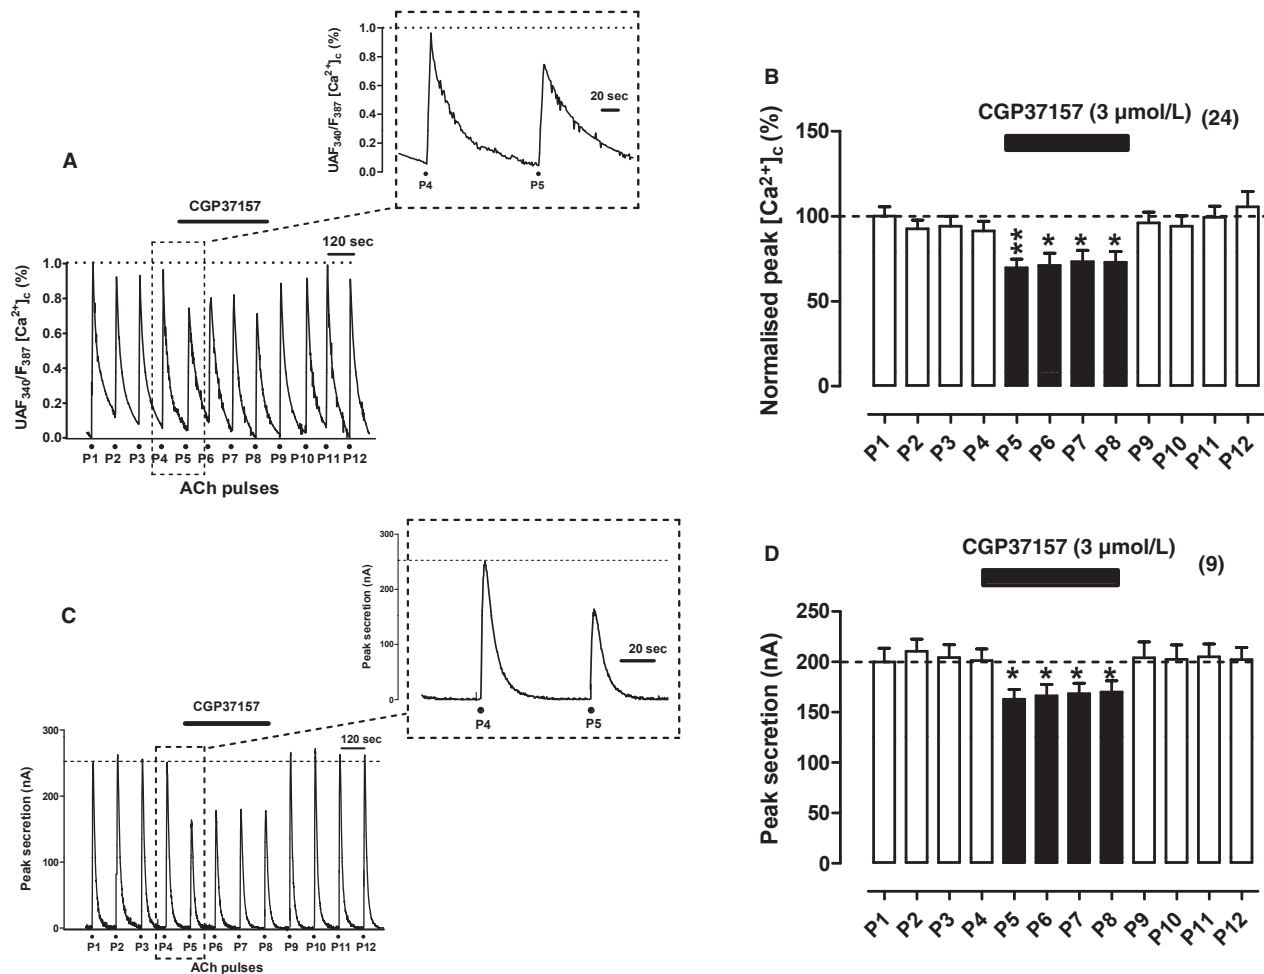 A
UAF340/F387 [Ca2+]c (%)
1.0
0.8
0.6
0.4
0.2
0.0
20 sec
P4
P5
CGP37157
120 sec
UAF340/F387 [Ca2+]c (%)
1.0
0.8
0.6
0.4
0.2
0.0
P1 P2 P3 P4 P5 P6 P7 P8 P9 P10 P11 P12
ACh pulses
B
CGP37157 (3 µmol/L) (24)
Normalised peak [Ca2+]c (%)
150
100
50
0
** * * *
P1 P2 P3 P4 P5 P6 P7 P8 P9 P10 P11 P12
C
Peak secretion (nA)
300
200
100
0
20 sec
P4
P5
CGP37157
120 sec
Peak secretion (nA)
300
200
100
0
P1 P2 P3 P4 P5 P6 P7 P8 P9 P10 P11 P12
ACh pulses
D
CGP37157 (3 µmol/L) (9)
Peak secretion (nA)
250
200
150
100
50
0
* * * *
P1 P2 P3 P4 P5 P6 P7 P8 P9 P10 P11 P12